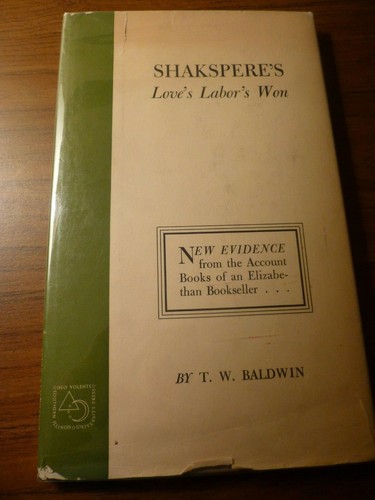 SHAKSPERE'S
Love's Labor's Won
NEW EVIDENCE
from the Account
Books of an Elizabe-
than Bookseller . . .
BY T. W. BALDWIN